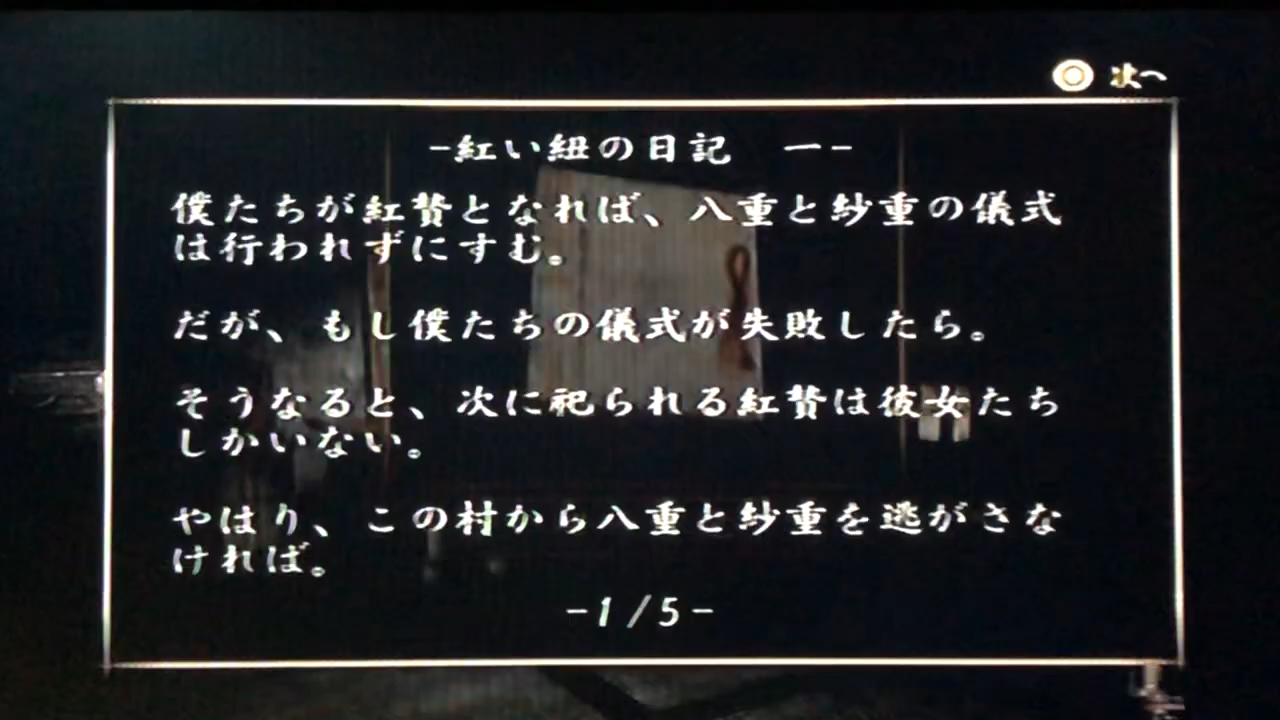 次へ
-紅い紐の日記 一-
僕たちが紅贄となれば、八重と紗重の儀式
は行われずにすむ。
だが、もし僕たちの儀式が失敗したら。
そうなると、次に祀られる紅贄は彼女たち
しかいない。
やはり、この村から八重と紗重を逃がさな
ければ。
-1/5-